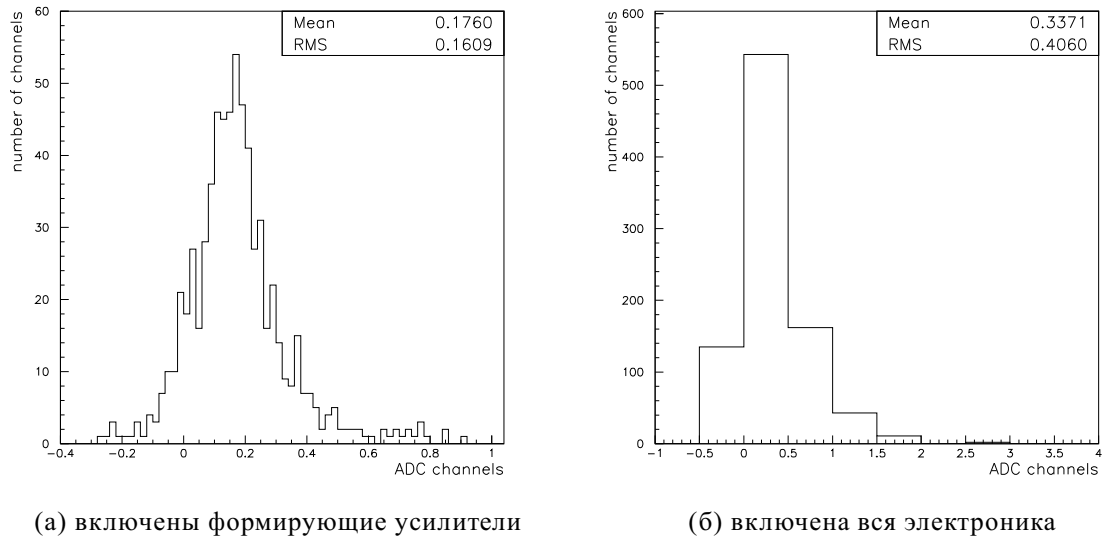 Mean 0.1760
RMS 0.1609
number of channels
60
50
40
30
20
10
0
−0.4 −0.2 0 0.2 0.4 0.6 0.8 1
ADC channels
(а) включены формирующие усилители
Mean 0.3371
RMS 0.4060
number of channels
600
500
400
300
200
100
0
−1 −0.5 0 0.5 1 1.5 2 2.5 3 3.5 4
ADC channels
(б) включена вся электроника